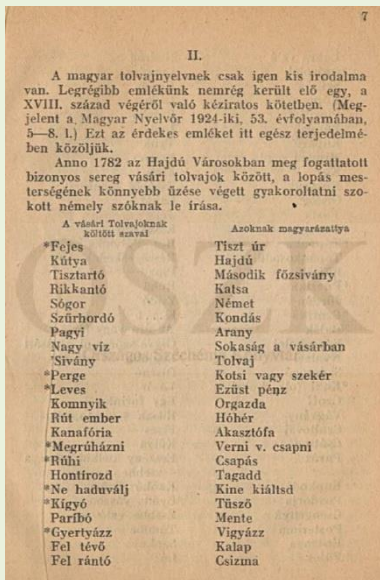 7
II.
A magyar tolvajnyelvnek csak igen kis irodalma
van. Legrégibb emlékünk nemrég került elő egy, a
XVIII. század végéről való kéziratos kötetben. (Meg-
jelent a Magyar Nyelvőr 1924-iki, 53. évfolyamában,
5—8. l.) Ezt az érdekes emléket itt egész terjedelmé-
ben közöljük.
Anno 1782 az Hajdú Városokban meg fogattatott
bizonyos sereg vásári tolvajok között, a lopás mes-
terségének könnyebb űzése végett gyakoroltatni szo-
kott némely szóknak le írása.
A vásári Tolvajoknak költött szavai Azoknak magyarázattya
*Fejes Tiszt úr
Kútya Hajdú
Tisztartó Második főzsivány
Rikkantó Katsa
Sógor Német
Szűrhordó Kondás
Pagyi Arany
Nagy víz Sokaság a vásárban
'Sivány Tolvaj
*Perge Kotsi vagy szekér
*Leves Ezüst pénz
Komnyik Orgazda
Rút ember Hóhér
Kanafória Akasztófa
*Megrúházni Verni v. csapni
*Rúhi Csapás
Hontírozd Tagadd
*Ne haduválj Kine kiáltsd
*Kígyó Tüsző
Paríbó Mente
*Gyertyázz Vigyázz
Fel tévő Kalap
Fel rántó Csizma
OSZK
Országos Széchényi